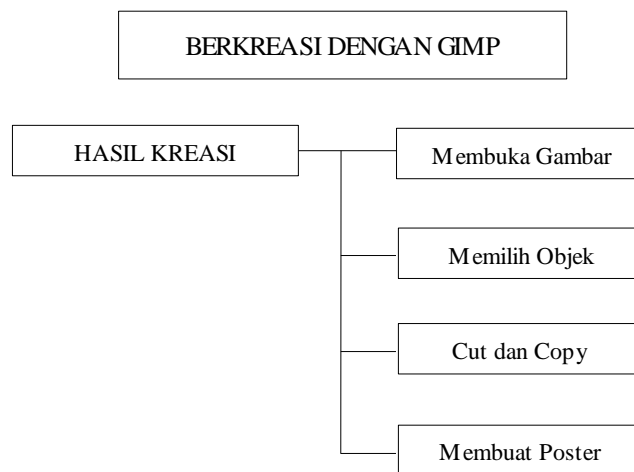 BERKREASI DENGAN GIMP
HASIL KREASI
Membuka Gambar
Memilih Objek
Cut dan Copy
Membuat Poster